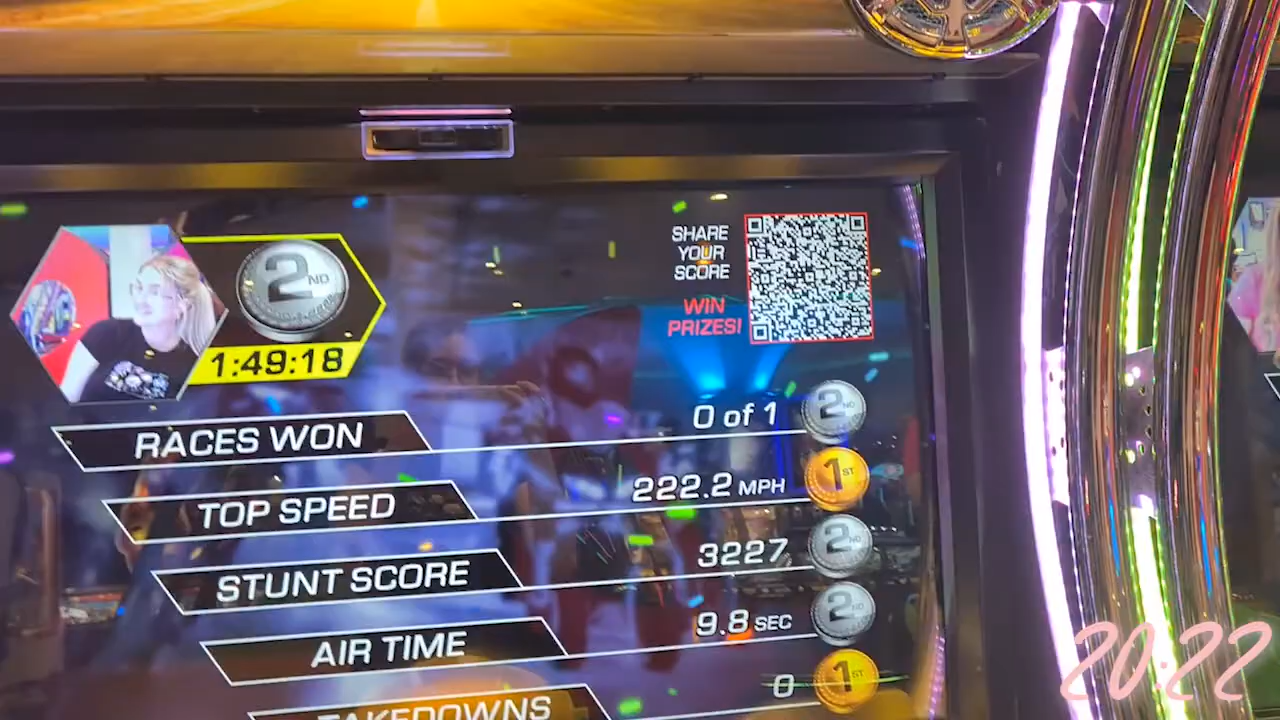 SHARE
YOUR
SCORE
WIN
PRIZES!
2ND
1:49:18
RACES WON 0 of 1 2ND
TOP SPEED 222.2 MPH 1ST
STUNT SCORE 3227 2ND
AIR TIME 9.8 SEC 2ND
TAKEDOWNS 0 1ST
20:22